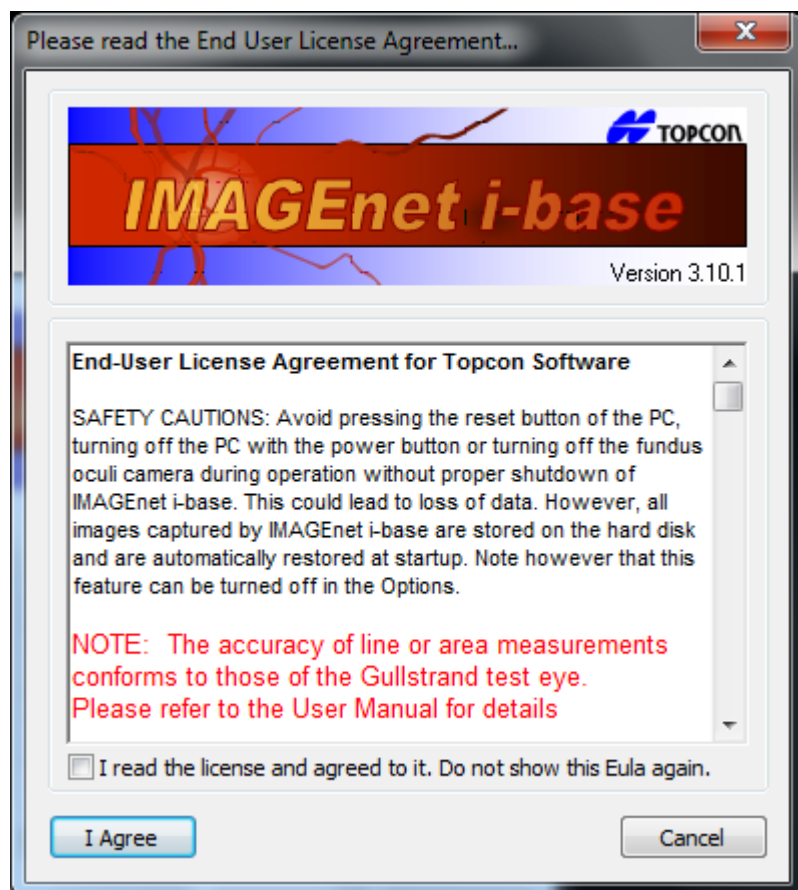 Please read the End User License Agreement...
TOPCON
IMAGEnet i-base
Version 3.10.1
End-User License Agreement for Topcon Software
SAFETY CAUTIONS: Avoid pressing the reset button of the PC,
turning off the PC with the power button or turning off the fundus
oculi camera during operation without proper shutdown of
IMAGEnet i-base. This could lead to loss of data. However, all
images captured by IMAGEnet i-base are stored on the hard disk
and are automatically restored at startup. Note however that this
feature can be turned off in the Options.
NOTE: The accuracy of line or area measurements
conforms to those of the Gullstrand test eye.
Please refer to the User Manual for details
I read the license and agreed to it. Do not show this Eula again.
I Agree
Cancel